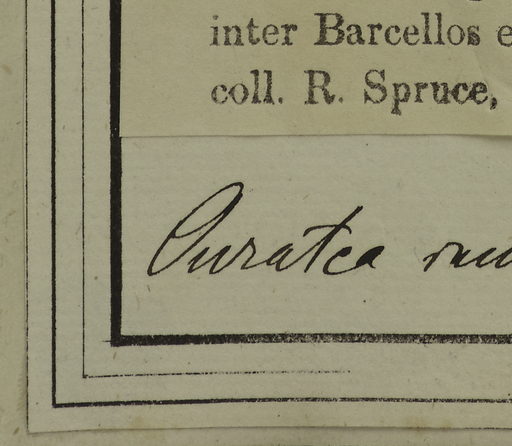 inter Barcellos e
coll. R. Spruce,
Ouratea